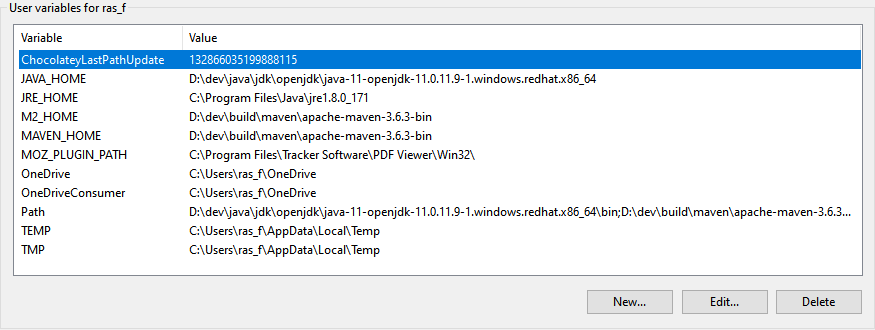 User variables for ras_f
Variable Value
ChocolateyLastPathUpdate 132866035199888115
JAVA_HOME D:\dev\java\jdk\openjdk\java-11-openjdk-11.0.11.9-1.windows.redhat.x86_64
JRE_HOME C:\Program Files\Java\jre1.8.0_171
M2_HOME D:\dev\build\maven\apache-maven-3.6.3-bin
MAVEN_HOME D:\dev\build\maven\apache-maven-3.6.3-bin
MOZ_PLUGIN_PATH C:\Program Files\Tracker Software\PDF Viewer\Win32\
OneDrive C:\Users\ras_f\OneDrive
OneDriveConsumer C:\Users\ras_f\OneDrive
Path D:\dev\java\jdk\openjdk\java-11-openjdk-11.0.11.9-1.windows.redhat.x86_64\bin;D:\dev\build\maven\apache-maven-3.6.3...
TEMP C:\Users\ras_f\AppData\Local\Temp
TMP C:\Users\ras_f\AppData\Local\Temp
New... Edit... Delete